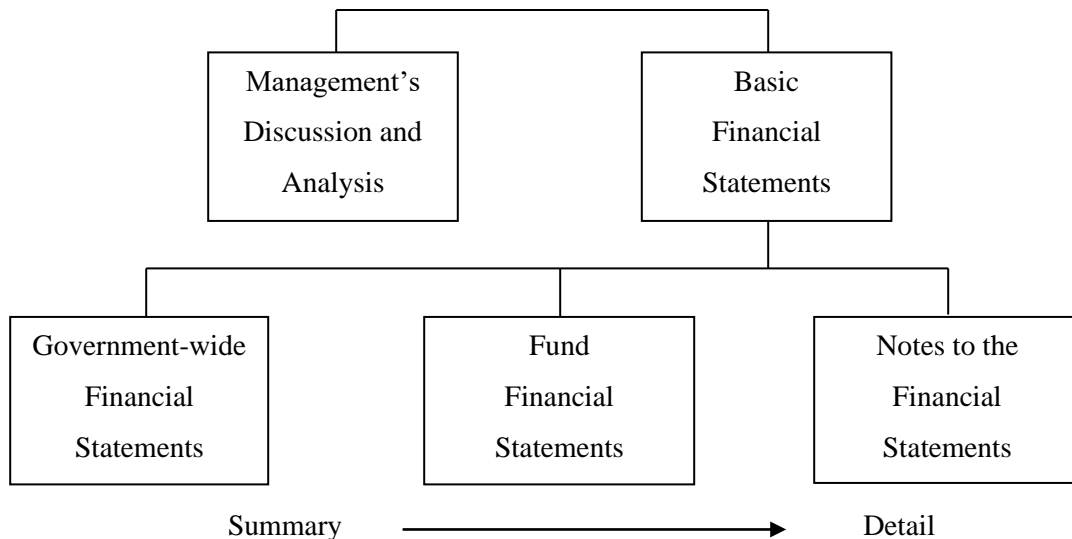 Management’s
Discussion and
Analysis
Basic
Financial
Statements
Government-wide
Financial
Statements
Fund
Financial
Statements
Notes to the
Financial
Statements
Summary
Detail